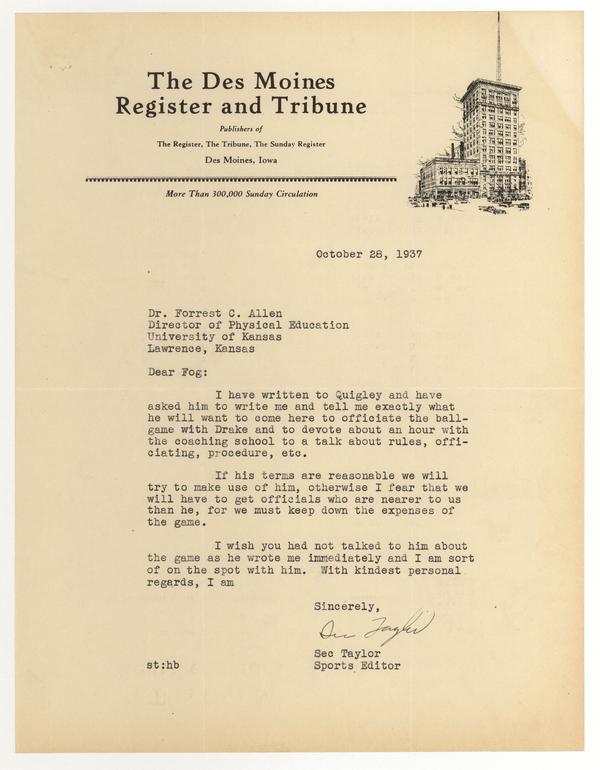 The Des Moines
Register and Tribune
Publishers of
The Register, The Tribune, The Sunday Register
Des Moines, Iowa
More Than 300,000 Sunday Circulation
October 28, 1937
Dr. Forrest C. Allen
Director of Physical Education
University of Kansas
Lawrence, Kansas
Dear Fog:
I have written to Quigley and have
asked him to write me and tell me exactly what
he will want to come here to officiate the ball-
game with Drake and to devote about an hour with
the coaching school to a talk about rules, offi-
ciating, procedure, etc.
If his terms are reasonable we will
try to make use of him, otherwise I fear that we
will have to get officials who are nearer to us
than he, for we must keep down the expenses of
the game.
I wish you had not talked to him about
the game as he wrote me immediately and I am sort
of on the spot with him. With kindest personal
regards, I am
Sincerely,
Sec Taylor
Sec Taylor
st:hb Sports Editor